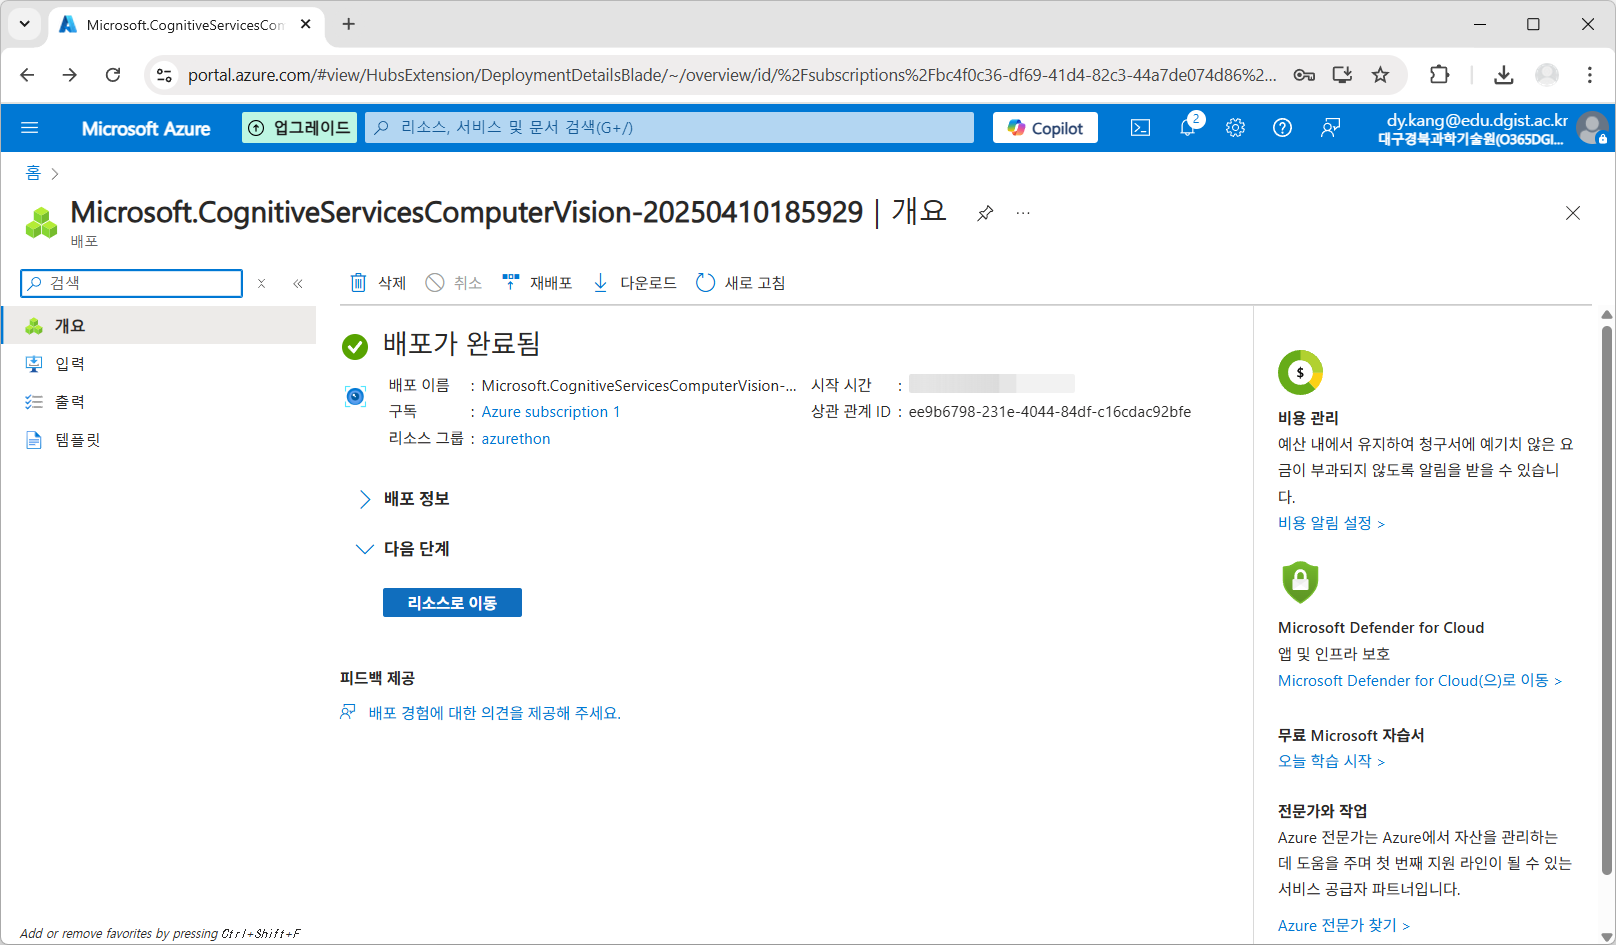 Microsoft.CognitiveServicesCon
portal.azure.com/#view/HubsExtension/DeploymentDetailsBlade/~/overview/id/%2Fsubscriptions%2Fbc4f0c36-df69-41d4-82c3-44a7de074d86%2...
Microsoft Azure
업그레이드
리소스, 서비스 및 문서 검색(G+/)
Copilot
2
dy.kang@edu.dgist.ac.kr
대구경북과학기술원(O365DGI...
홈
Microsoft.CognitiveServicesComputerVision-20250410185929 | 개요
배포
검색
개요
입력
출력
템플릿
삭제 취소 재배포 다운로드 새로 고침
배포가 완료됨
배포 이름 : Microsoft.CognitiveServicesComputerVision-...
구독 : Azure subscription 1
리소스 그룹 : azurethon
시작 시간 :
상관 관계 ID : ee9b6798-231e-4044-84df-c16cdac92bfe
배포 정보
다음 단계
리소스로 이동
피드백 제공
배포 경험에 대한 의견을 제공해 주세요.
$
비용 관리
예산 내에서 유지하여 청구서에 예기치 않은 요
금이 부과되지 않도록 알림을 받을 수 있습니
다.
비용 알림 설정 >
Microsoft Defender for Cloud
앱 및 인프라 보호
Microsoft Defender for Cloud(으)로 이동 >
무료 Microsoft 자습서
오늘 학습 시작 >
전문가와 작업
Azure 전문가는 Azure에서 자산을 관리하는
데 도움을 주며 첫 번째 지원 라인이 될 수 있는
서비스 공급자 파트너입니다.
Azure 전문가 찾기 >
Add or remove favorites by pressing Ctrl+Shift+F